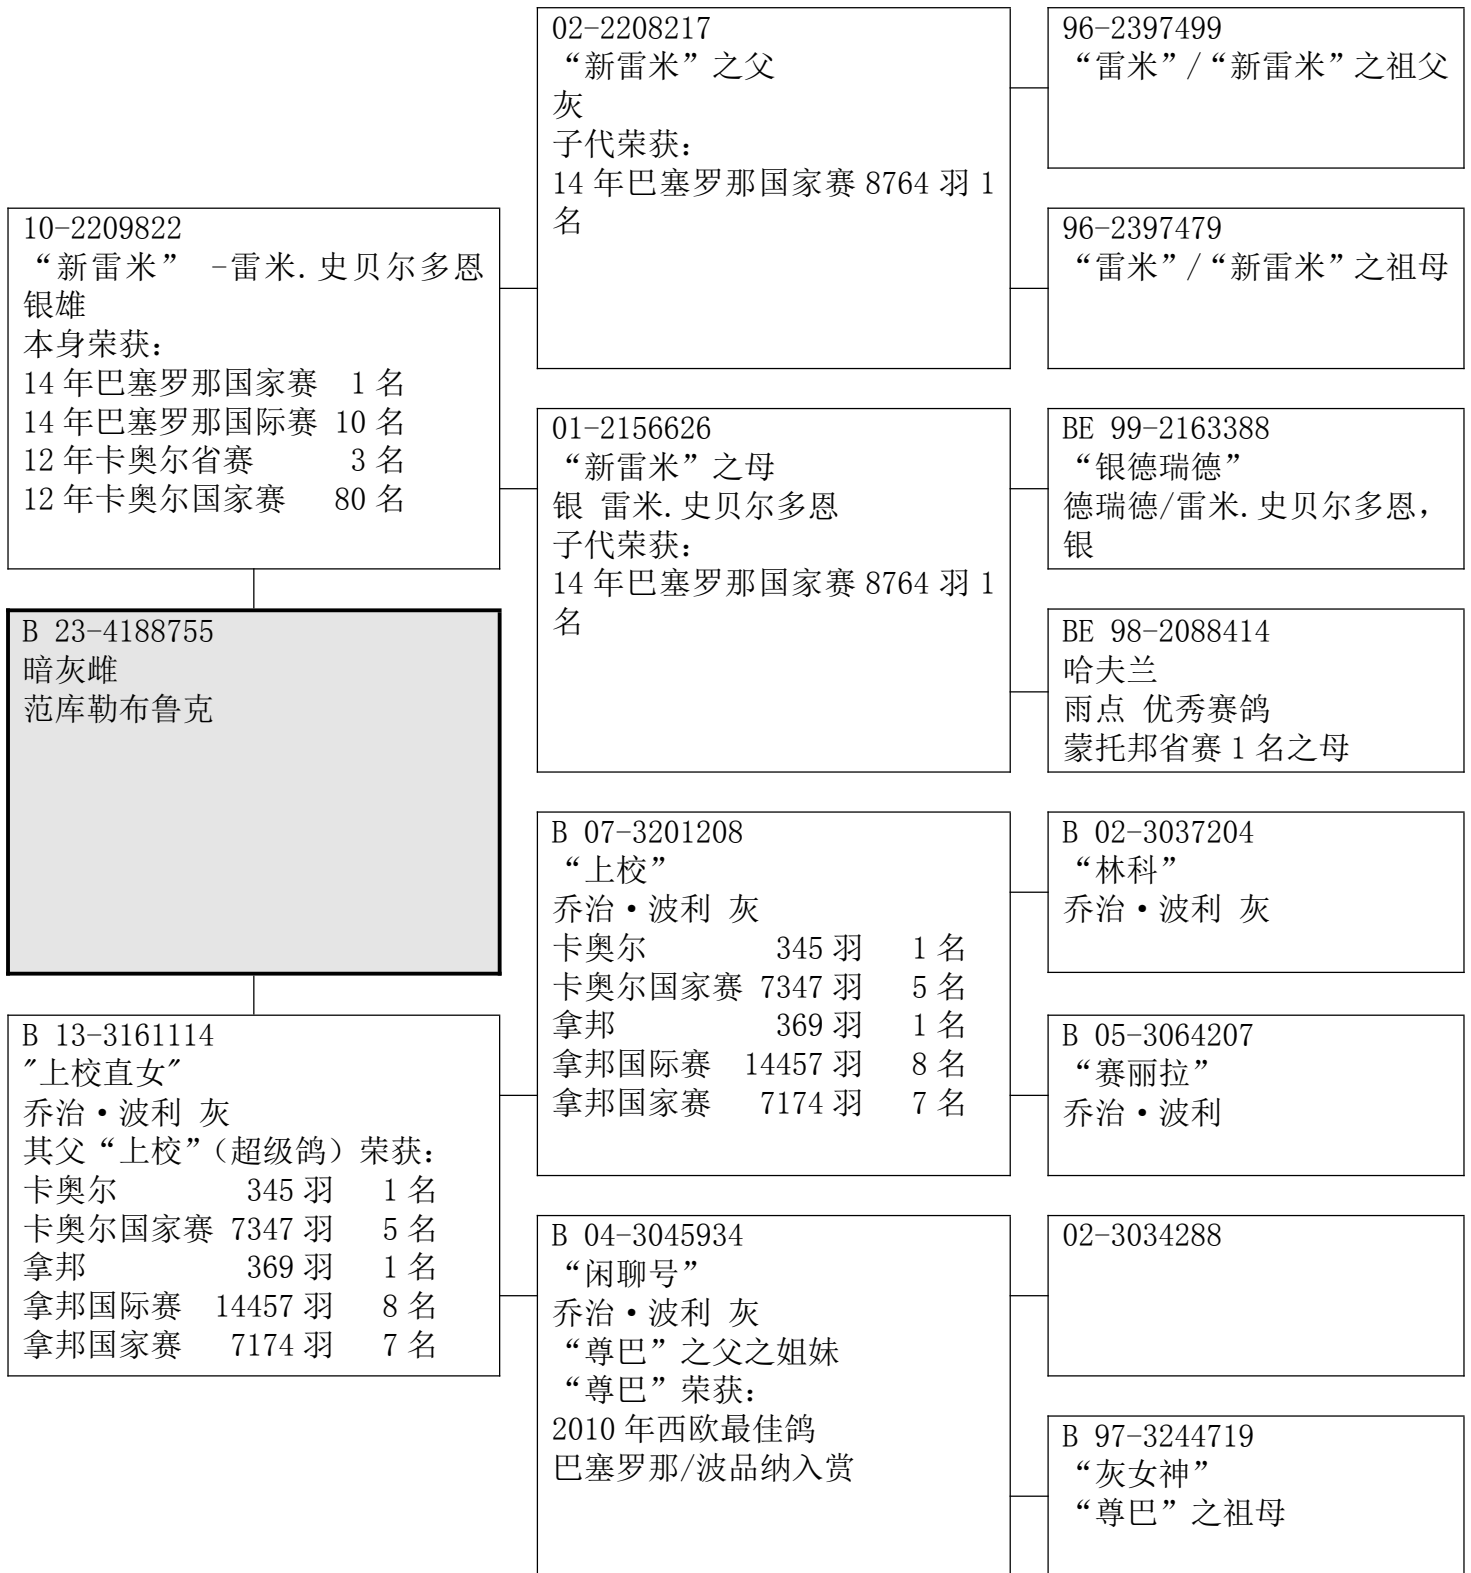 02-2208217
“新雷米”之父
灰
子代荣获：
14 年巴塞罗那国家赛 8764 羽 1
名
96-2397499
“雷米”/“新雷米”之祖父
96-2397479
“雷米”/“新雷米”之祖母
10-2209822
“新雷米” -雷米.史贝尔多恩
银雄
本身荣获：
14 年巴塞罗那国家赛 1 名
14 年巴塞罗那国际赛 10 名
12 年卡奥尔省赛 3 名
12 年卡奥尔国家赛 80 名
01-2156626
“新雷米”之母
银 雷米.史贝尔多恩
子代荣获：
14 年巴塞罗那国家赛 8764 羽 1
名
BE 99-2163388
“银德瑞德”
德瑞德/雷米.史贝尔多恩，
银
BE 98-2088414
哈夫兰
雨点 优秀赛鸽
蒙托邦省赛 1 名之母
B 23-4188755
暗灰雌
范库勒布鲁克
B 07-3201208
“上校”
乔治·波利 灰
卡奥尔 345 羽 1 名
卡奥尔国家赛 7347 羽 5 名
拿邦 369 羽 1 名
拿邦国际赛 14457 羽 8 名
拿邦国家赛 7174 羽 7 名
B 02-3037204
“林科”
乔治·波利 灰
B 05-3064207
“赛丽拉”
乔治·波利
B 13-3161114
"上校直女"
乔治·波利 灰
其父“上校”（超级鸽）荣获：
卡奥尔 345 羽 1 名
卡奥尔国家赛 7347 羽 5 名
拿邦 369 羽 1 名
拿邦国际赛 14457 羽 8 名
拿邦国家赛 7174 羽 7 名
B 04-3045934
“闲聊号”
乔治·波利 灰
“尊巴”之父之姐妹
“尊巴”荣获：
2010 年西欧最佳鸽
巴塞罗那/波品纳入赏
02-3034288
B 97-3244719
“灰女神”
“尊巴”之祖母